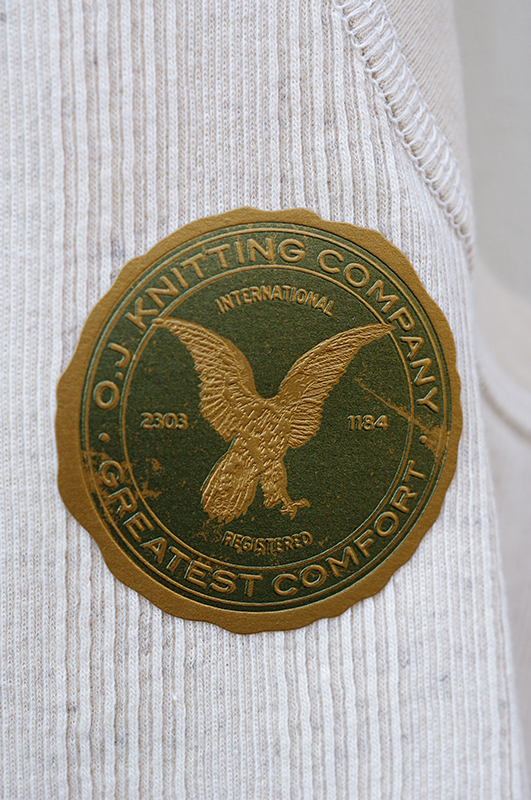 O.J. KNITTING COMPANY
INTERNATIONAL
2303
1184
REGISTERED
GREATEST COMFORT